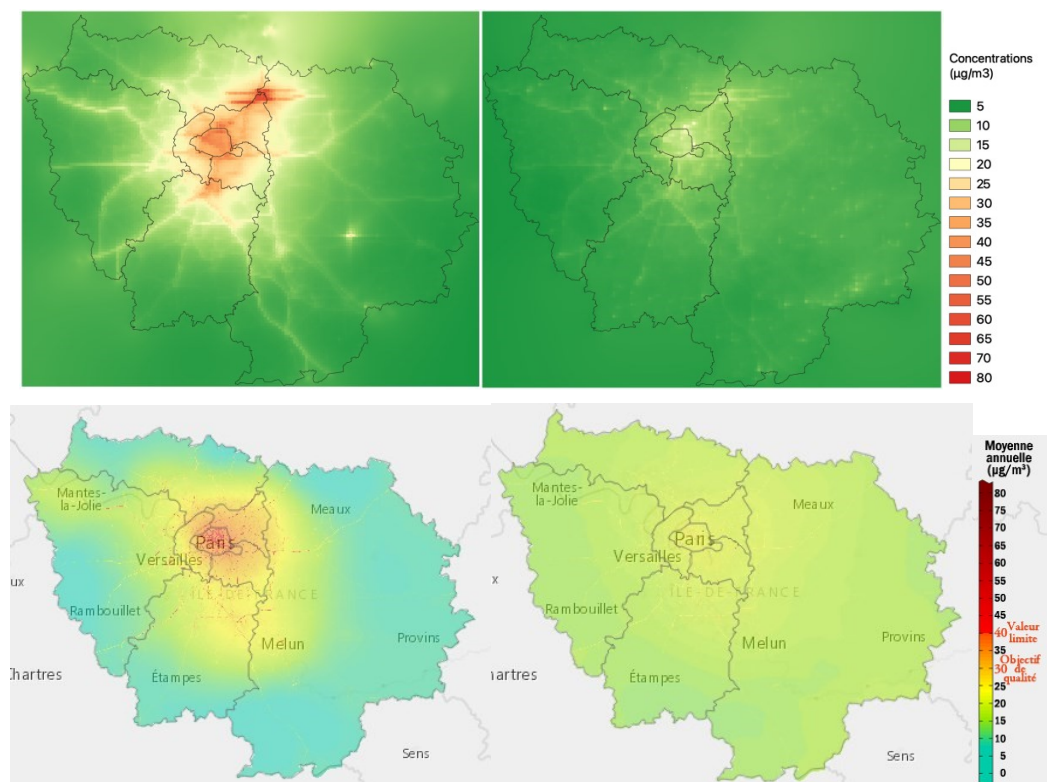 Concentrations
(µg/m3)
5
10
15
20
25
30
35
40
45
50
55
60
65
70
80
Mantes-
la-Jolie
Meaux
Paris
Versailles
ÎLE-DE-FRANCE
ux
Rambouillet
Melun
Provins
Chartres
Étampes
Sens
Mantes-
la-Jolie
Meaux
Paris
Versailles
ÎLE-DE-FRANCE
x
Rambouillet
Melun
Provins
artres
Étampes
Sens
Moyenne
annuelle
(µg/m³)
80
75
70
65
60
55
50
45
40 Valeur
limite
35
Objectif
30 de
qualité
25
20
15
10
5
0